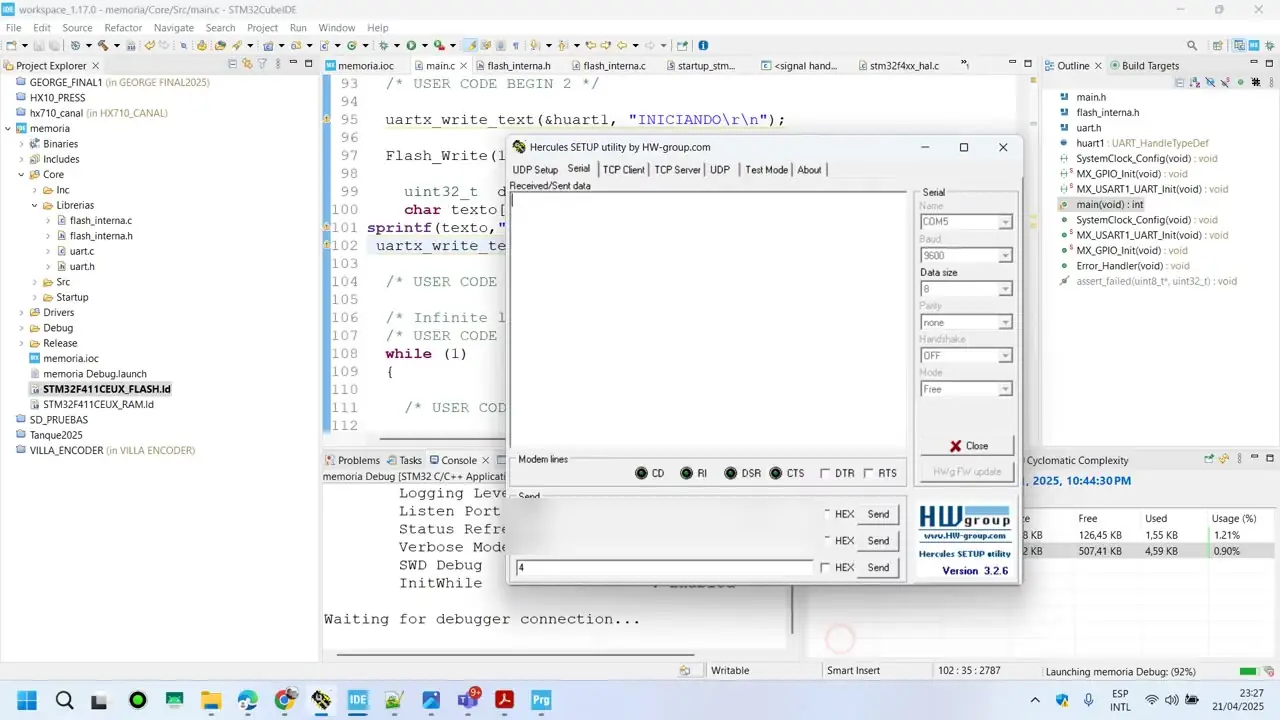 workspace_1.17.0 - memoria/Core/Src/main.c - STM32CubeIDE
File Edit Source Refactor Navigate Search Project Run Window Help
Project Explorer
GEORGE_FINAL1 (in GEORGE FINAL2025)
HX10_PRESS
hx710_canal (in HX710_CANAL)
memoria
Binaries
Includes
Core
Inc
Librerias
flash_interna.c
flash_interna.h
uart.c
uart.h
Src
Startup
Drivers
Debug
Release
memoria.ioc
memoria Debug.launch
STM32F411CEUX_FLASH.ld
STM32F411CEUX_RAM.ld
SD_PRUEBAS
Tanque2025
VILLA_ENCODER (in VILLA ENCODER)
memoria.ioc main.c flash_interna.h flash_interna.c startup_stm... <signal hand... stm32f4xx_hal.c
93 /* USER CODE BEGIN 2 */
94
95 uartx_write_text(&huart1, "INICIANDO\r\n");
96
97 Flash_Write(
98
99 uint32_t d
100 char texto[
101 sprintf(texto,"
102 uartx_write_te
103
104 /* USER CODE
105
106 /* Infinite l
107 /* USER CODE
108 while (1)
109 {
110
111 /* USER COD
112
Hercules SETUP utility by HW-group.com
UDP Setup Serial TCP Client TCP Server UDP Test Mode About
Received/Sent data
Serial
Name
COM5
Baud
9600
Data size
8
Parity
none
Handshake
OFF
Mode
Free
Close
HWg FW update
Modem lines
CD RI DSR CTS DTR RTS
Send
HEX Send
HEX Send
4 HEX Send
HWgroup
www.HW-group.com
Hercules SETUP utility
Version 3.2.6
Outline Build Targets
main.h
flash_interna.h
uart.h
huart1 : UART_HandleTypeDef
SystemClock_Config(void) : void
MX_GPIO_Init(void) : void
MX_USART1_UART_Init(void) : void
main(void) : int
SystemClock_Config(void) : void
MX_USART1_UART_Init(void) : void
MX_GPIO_Init(void) : void
Error_Handler(void) : void
assert_failed(uint8_t*, uint32_t) : void
Problems Tasks Console
memoria Debug [STM32 C/C++ Applicati
Logging Leve
Listen Port
Status Refre
Verbose Mode
SWD Debug
InitWhile : Enabled
Waiting for debugger connection...
Cyclomatic Complexity
, 2025, 10:44:30 PM
Free Used Usage (%)
126,45 KB 1,55 KB 1.21%
507,41 KB 4,59 KB 0.90%
Writable Smart Insert 102 : 35 : 2787 Launching memoria Debug: (92%)
IDE Prg
ESP
INTL
23:27
21/04/2025